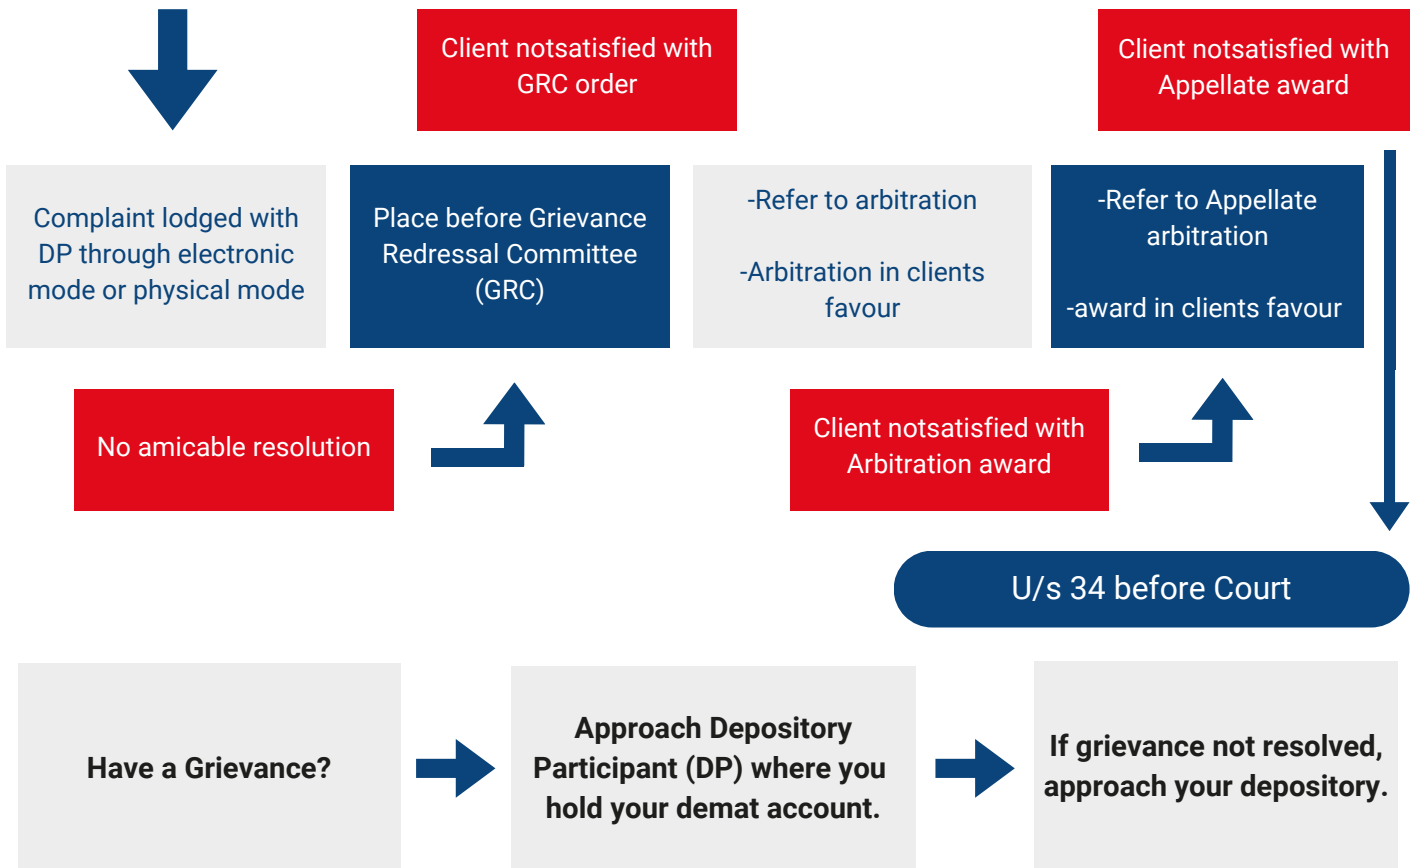 Client notsatisfied with
GRC order
Client notsatisfied with
Appellate award
Complaint lodged with
DP through electronic
mode or physical mode
Place before Grievance
Redressal Committee
(GRC)
-Refer to arbitration
-Arbitration in clients
favour
-Refer to Appellate
arbitration
-award in clients favour
No amicable resolution
Client notsatisfied with
Arbitration award
U/s 34 before Court
Have a Grievance?
Approach Depository
Participant (DP) where you
hold your demat account.
If grievance not resolved,
approach your depository.